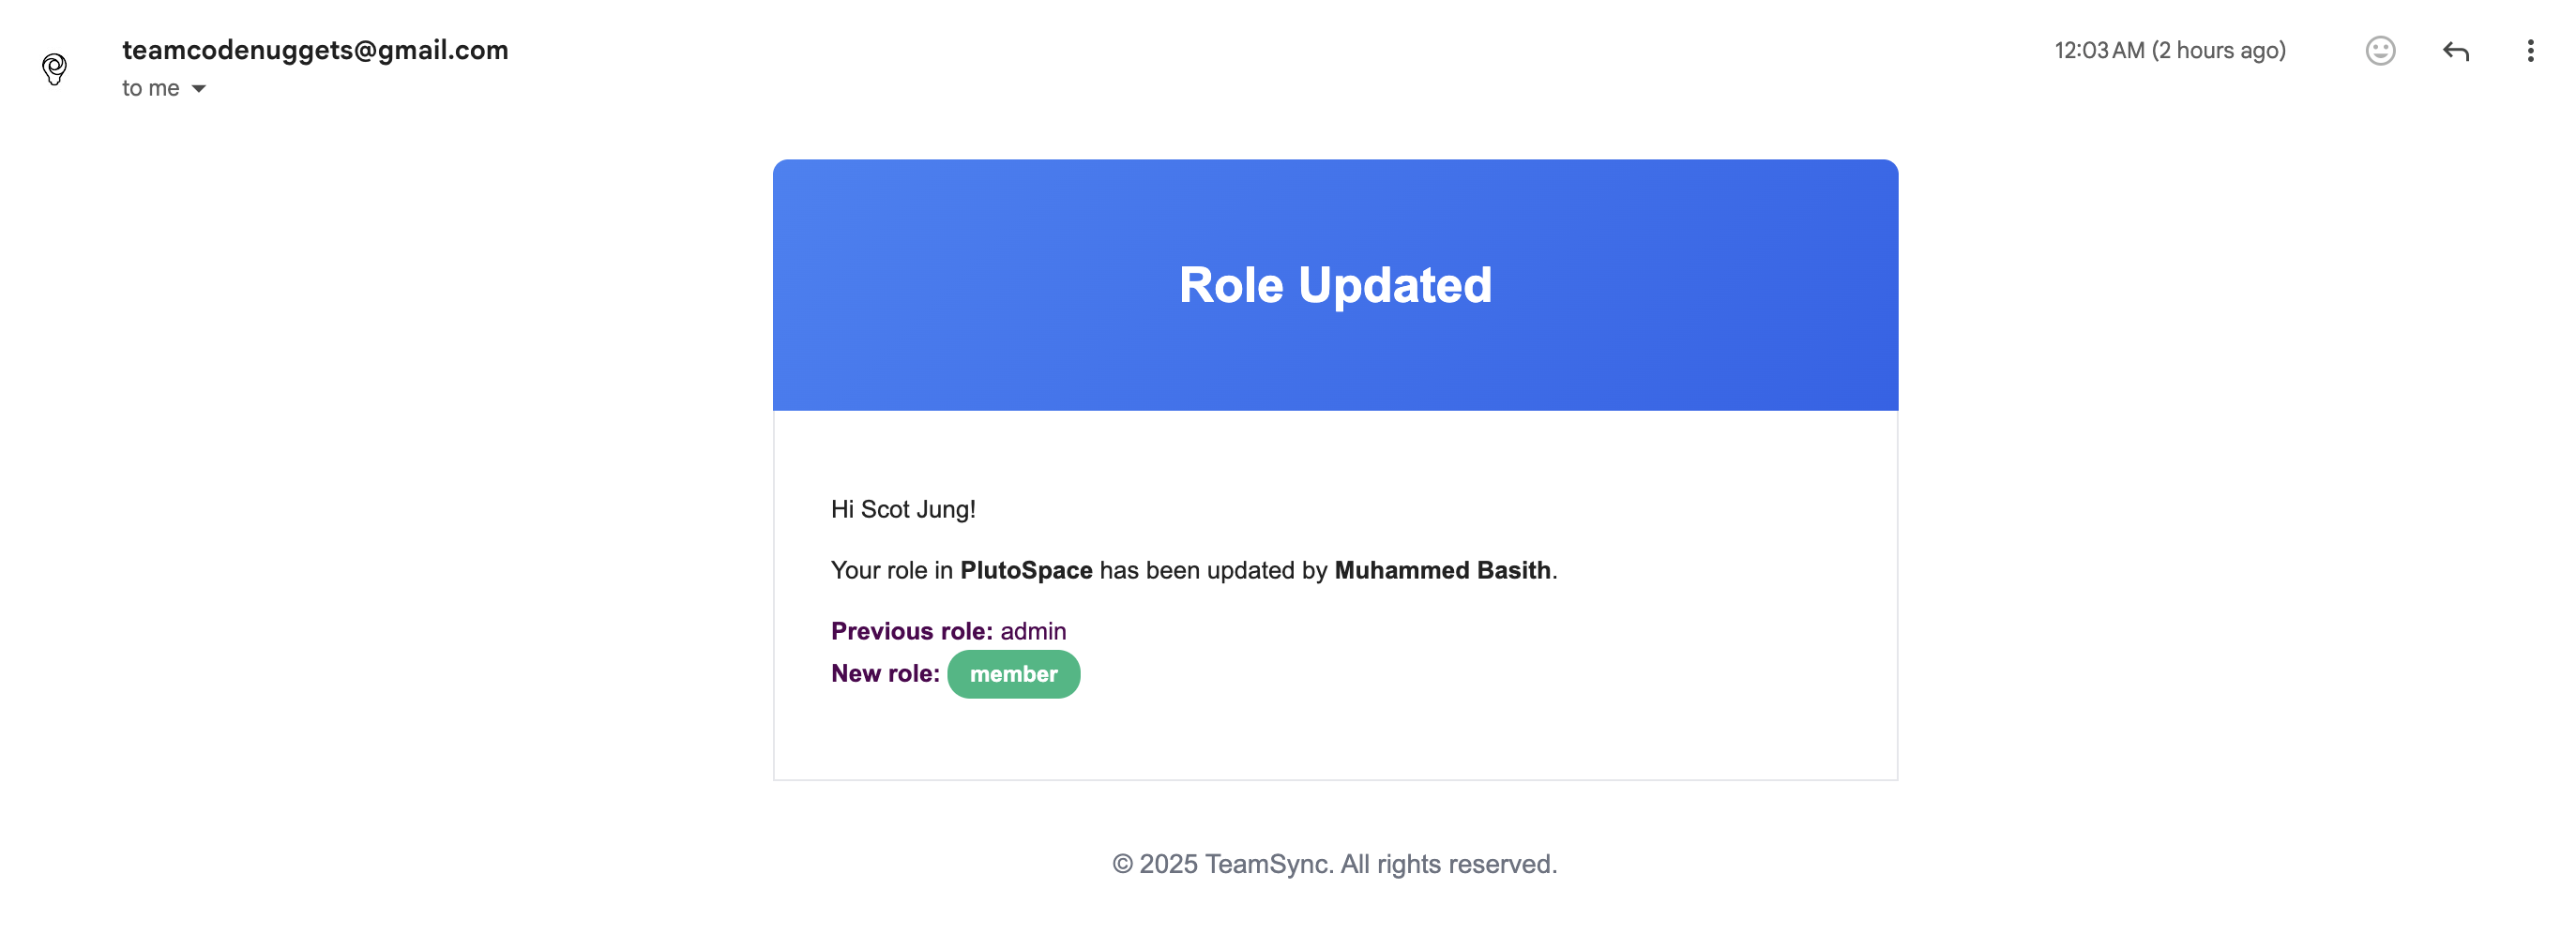 teamcodenuggets@gmail.com
12:03 AM (2 hours ago)
to me
Role Updated
Hi Scot Jung!
Your role in PlutoSpace has been updated by Muhammed Basith.
Previous role: admin
New role: member
© 2025 TeamSync. All rights reserved.